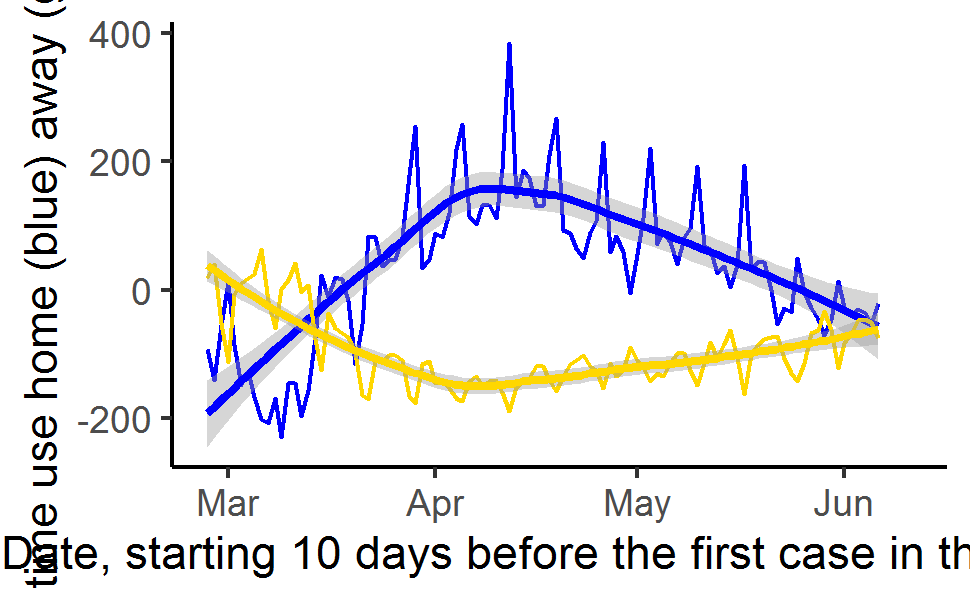 time use home (blue) away (
400
200
0
-200
Mar Apr May Jun
Date, starting 10 days before the first case in th